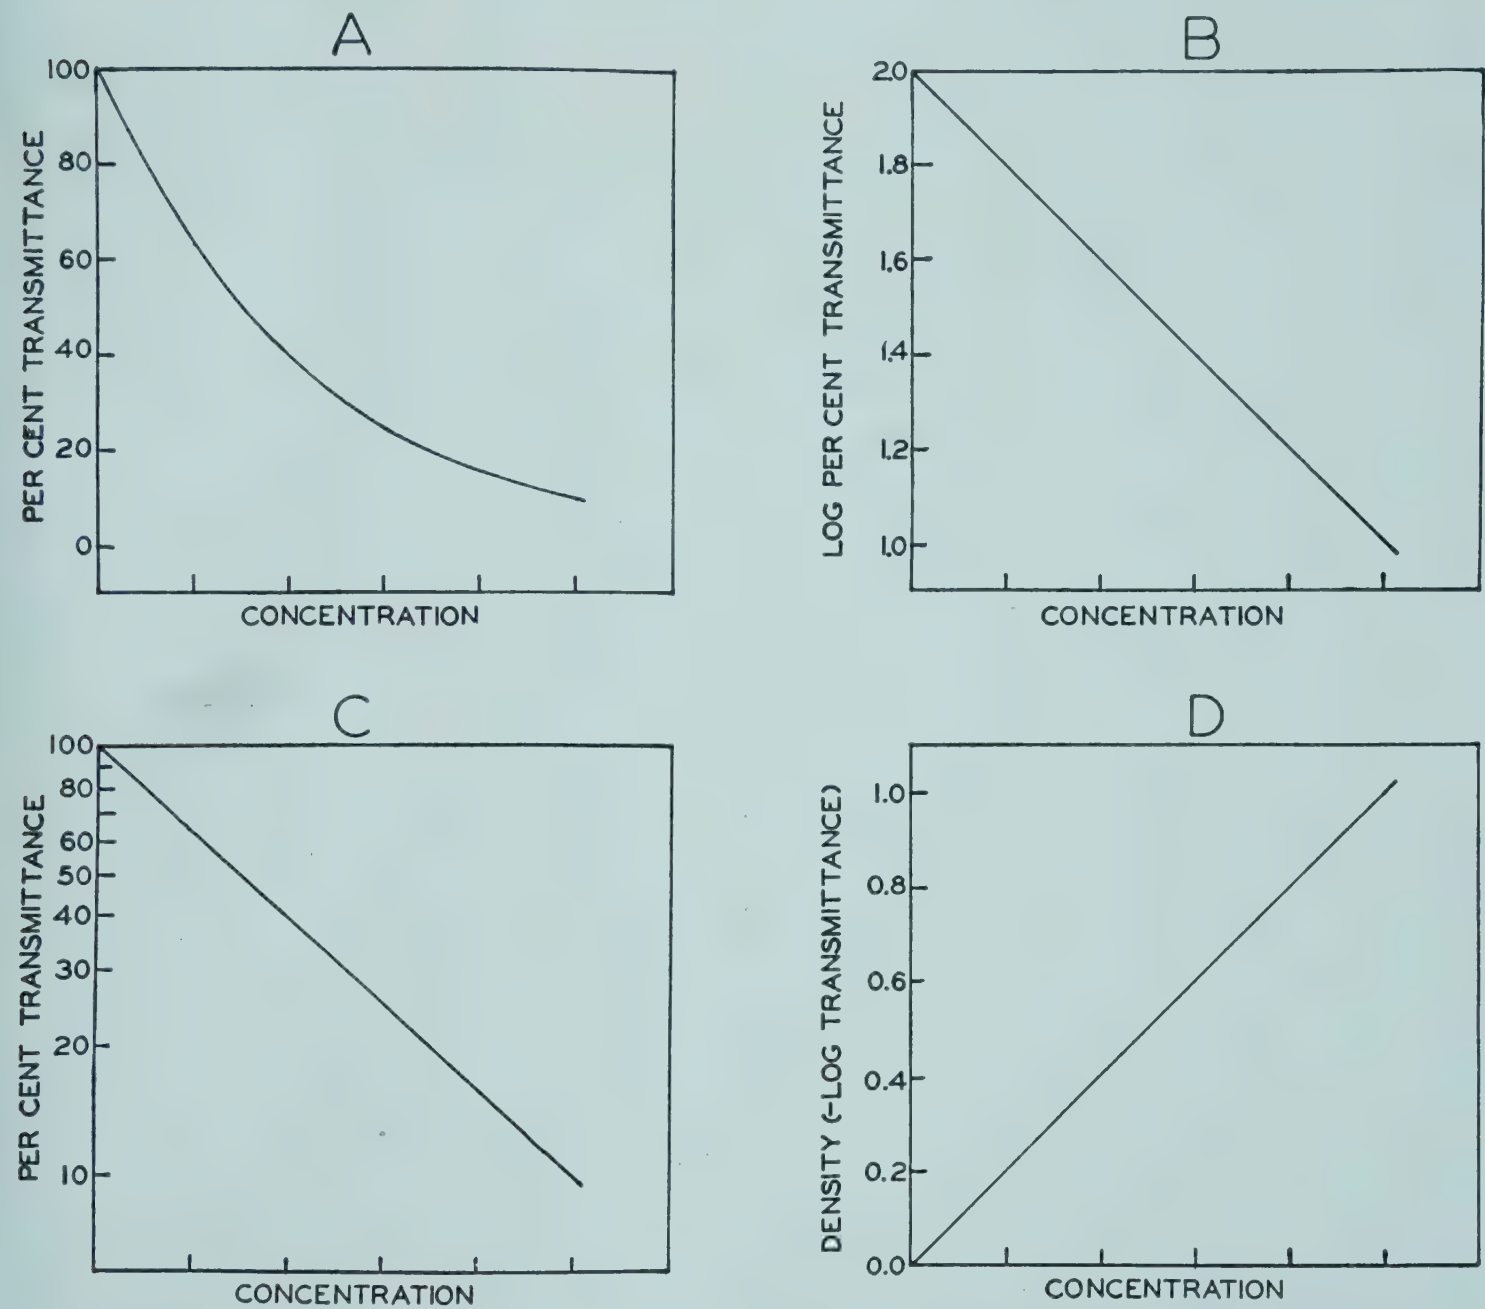 A
100
80
60
40
20
0
PER CENT TRANSMITTANCE
CONCENTRATION
B
2.0
1.8
1.6
1.4
1.2
1.0
LOG PER CENT TRANSMITTANCE
CONCENTRATION
C
100
80
60
50
40
30
20
10
PER CENT TRANSMITTANCE
CONCENTRATION
D
1.0
0.8
0.6
0.4
0.2
0.0
DENSITY (-LOG TRANSMITTANCE)
CONCENTRATION